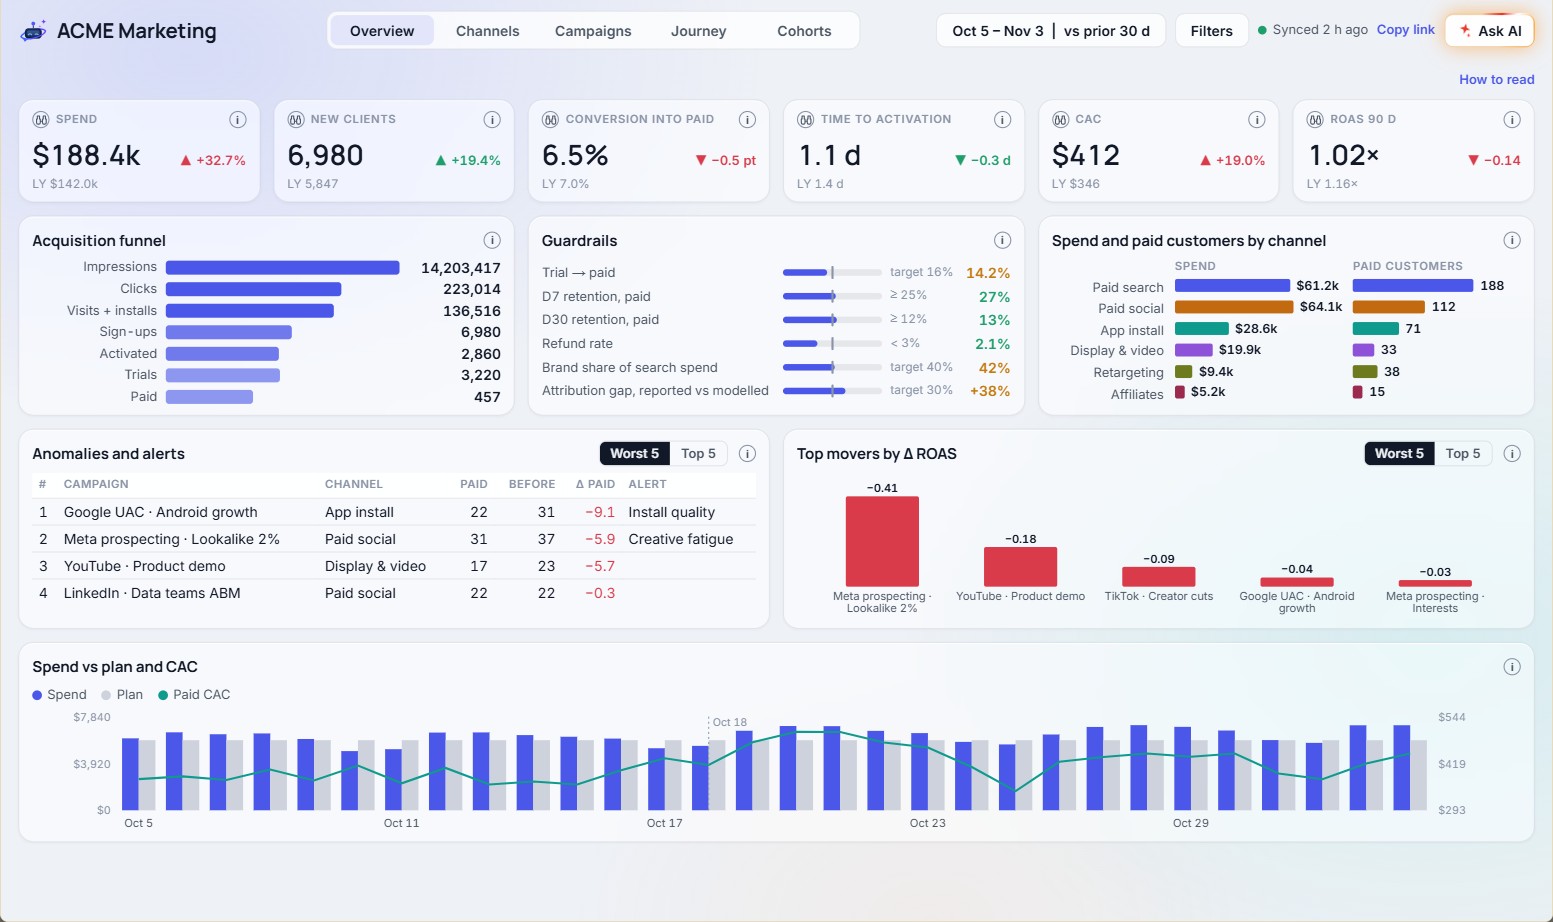 ACME Marketing
Overview Channels Campaigns Journey Cohorts
Oct 5 – Nov 3 | vs prior 30 d
Filters
Synced 2 h ago
Copy link
Ask AI
How to read
SPEND
$188.4k ▲ +32.7%
LY $142.0k
NEW CLIENTS
6,980 ▲ +19.4%
LY 5,847
CONVERSION INTO PAID
6.5% ▼ −0.5 pt
LY 7.0%
TIME TO ACTIVATION
1.1 d ▼ −0.3 d
LY 1.4 d
CAC
$412 ▲ +19.0%
LY $346
ROAS 90 D
1.02× ▼ −0.14
LY 1.16×
Acquisition funnel
Impressions 14,203,417
Clicks 223,014
Visits + installs 136,516
Sign-ups 6,980
Activated 2,860
Trials 3,220
Paid 457
Guardrails
Trial → paid target 16% 14.2%
D7 retention, paid ≥ 25% 27%
D30 retention, paid ≥ 12% 13%
Refund rate < 3% 2.1%
Brand share of search spend target 40% 42%
Attribution gap, reported vs modelled target 30% +38%
Spend and paid customers by channel
SPEND PAID CUSTOMERS
Paid search $61.2k 188
Paid social $64.1k 112
App install $28.6k 71
Display & video $19.9k 33
Retargeting $9.4k 38
Affiliates $5.2k 15
Anomalies and alerts
Worst 5 Top 5
# CAMPAIGN CHANNEL PAID BEFORE Δ PAID ALERT
1 Google UAC · Android growth App install 22 31 −9.1 Install quality
2 Meta prospecting · Lookalike 2% Paid social 31 37 −5.9 Creative fatigue
3 YouTube · Product demo Display & video 17 23 −5.7
4 LinkedIn · Data teams ABM Paid social 22 22 −0.3
Top movers by Δ ROAS
Worst 5 Top 5
−0.41
−0.18
−0.09
−0.04
−0.03
Meta prospecting ·
Lookalike 2%
YouTube · Product demo
TikTok · Creator cuts
Google UAC · Android
growth
Meta prospecting ·
Interests
Spend vs plan and CAC
Spend Plan Paid CAC
$7,840
$3,920
$0
Oct 18
$544
$419
$293
Oct 5 Oct 11 Oct 17 Oct 23 Oct 29